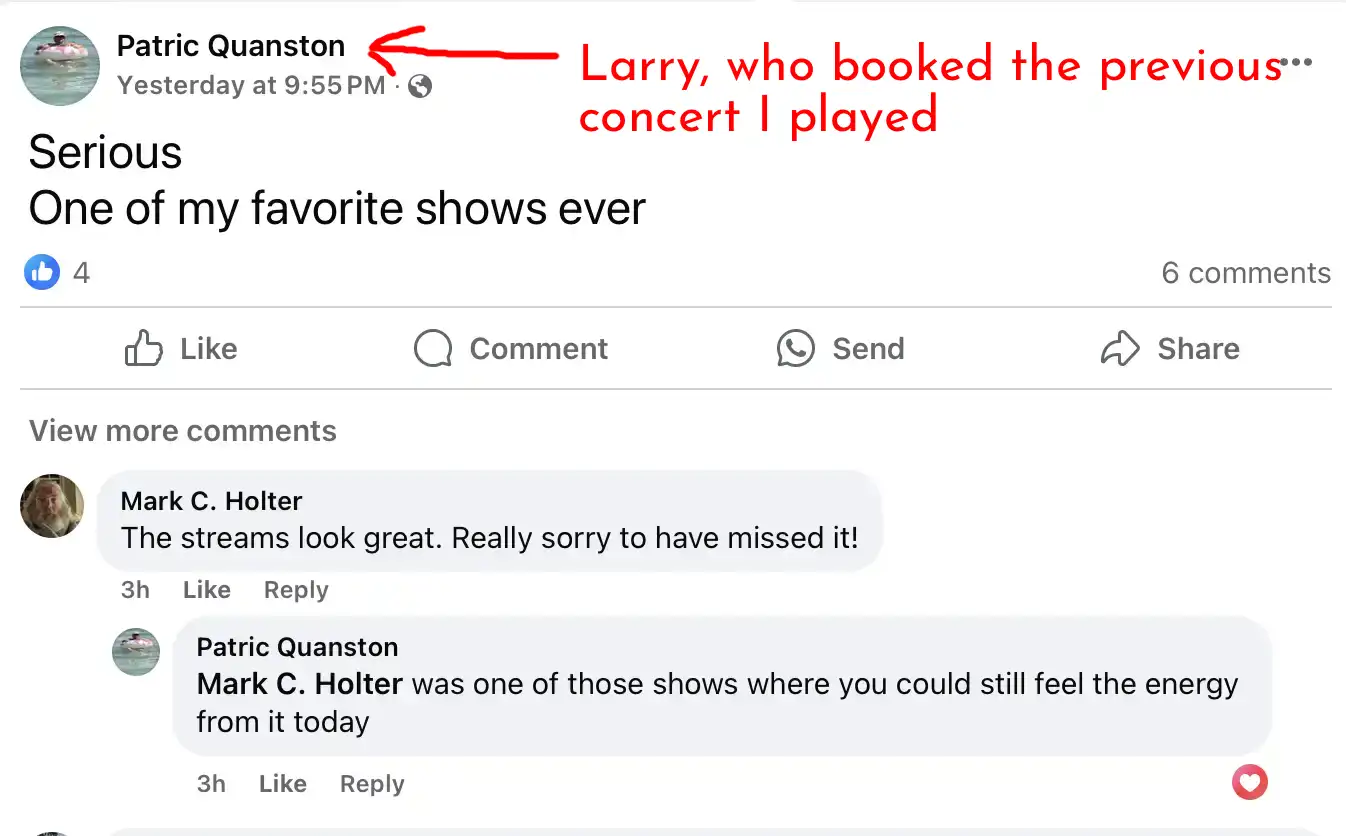 Patric Quanston
Yesterday at 9:55 PM ·
Larry, who booked the previous
concert I played
Serious
One of my favorite shows ever
4
6 comments
Like Comment Send Share
View more comments
Mark C. Holter
The streams look great. Really sorry to have missed it!
3h Like Reply
Patric Quanston
Mark C. Holter was one of those shows where you could still feel the energy
from it today
3h Like Reply